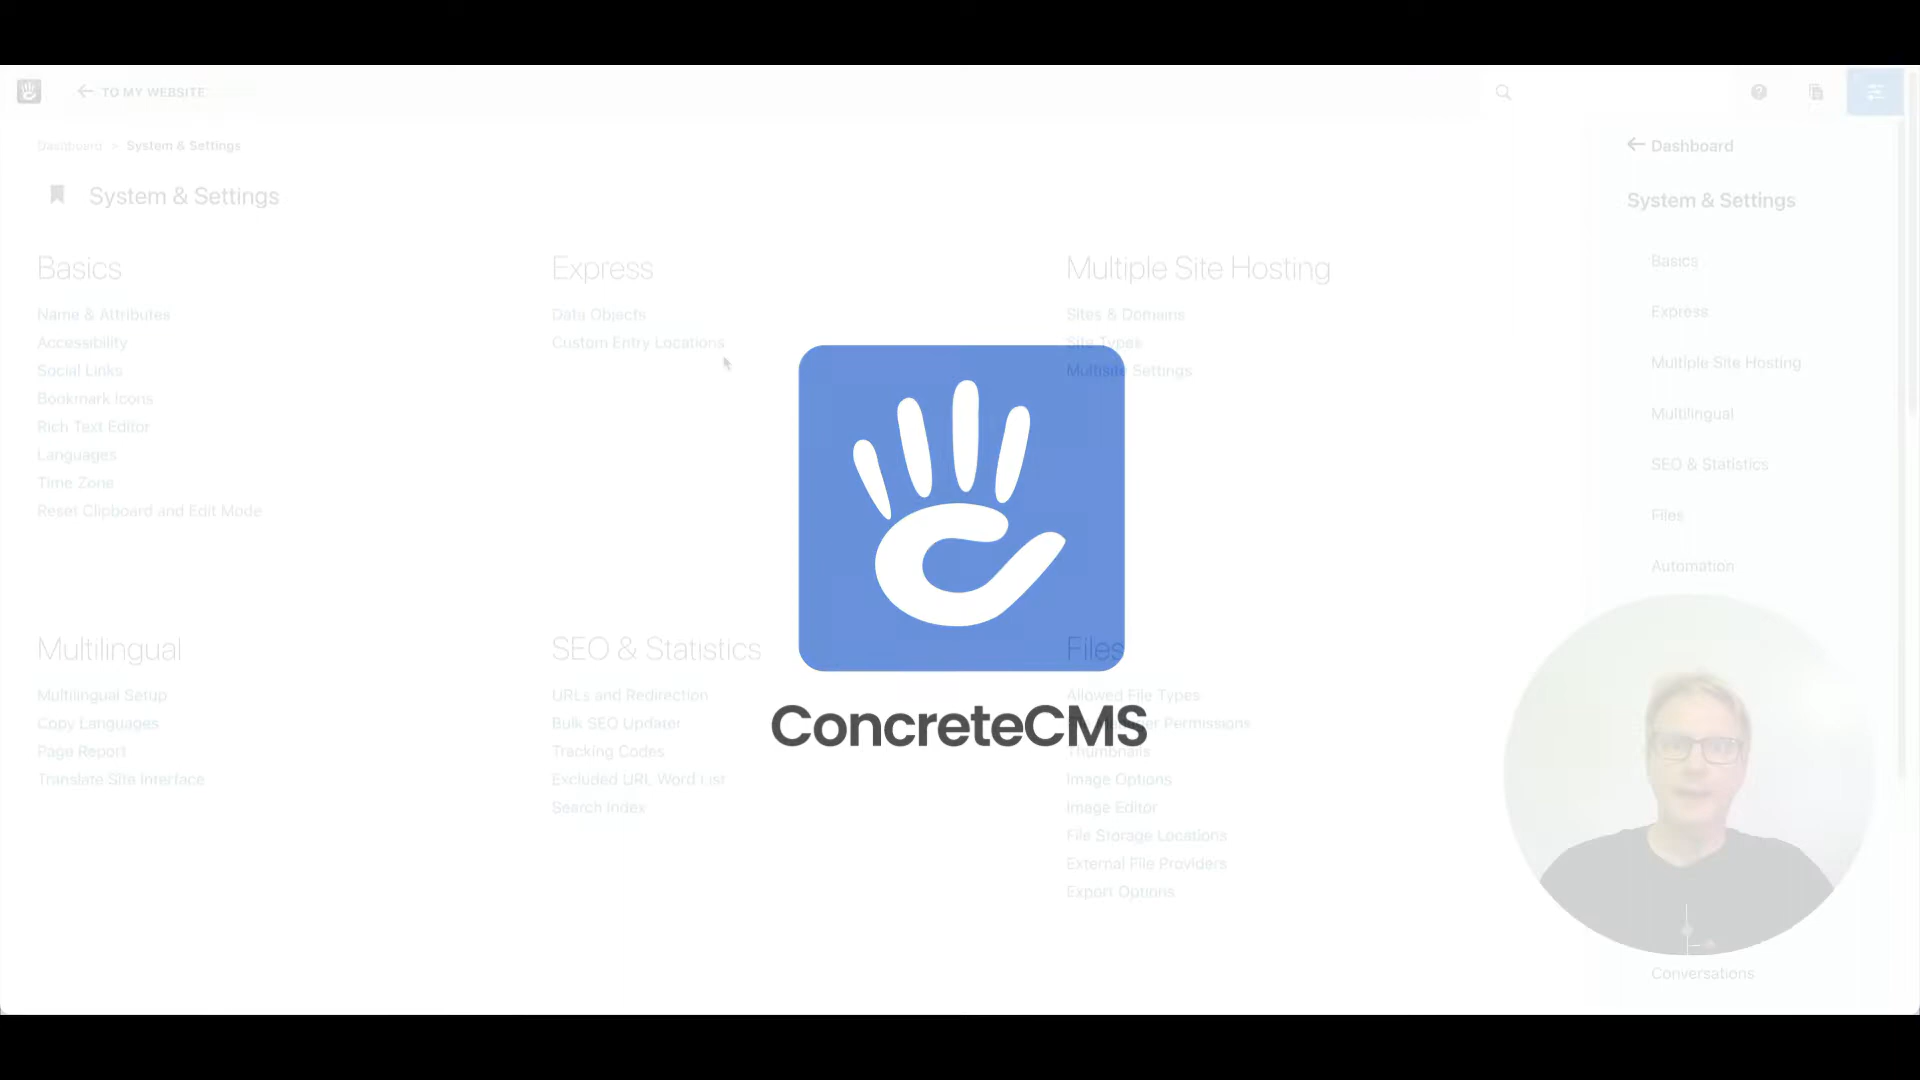 TO MY WEBSITE
Dashboard > System & Settings
System & Settings
Basics
Name & Attributes
Accessibility
Social Links
Bookmark Icons
Rich Text Editor
Languages
Time Zone
Reset Clipboard and Edit Mode
Express
Data Objects
Custom Entry Locations
Multiple Site Hosting
Sites & Domains
Site Types
Multisite Settings
Multilingual
Multilingual Setup
Copy Languages
Page Report
Translate Site Interface
SEO & Statistics
URLs and Redirection
Bulk SEO Updater
Tracking Codes
Excluded URL Word List
Search Index
Files
Allowed File Types
Permissions
Thumbnails
Image Options
Image Editor
File Storage Locations
External File Providers
Export Options
ConcreteCMS
Dashboard
System & Settings
Basics
Express
Multiple Site Hosting
Multilingual
SEO & Statistics
Files
Automation
Conversations